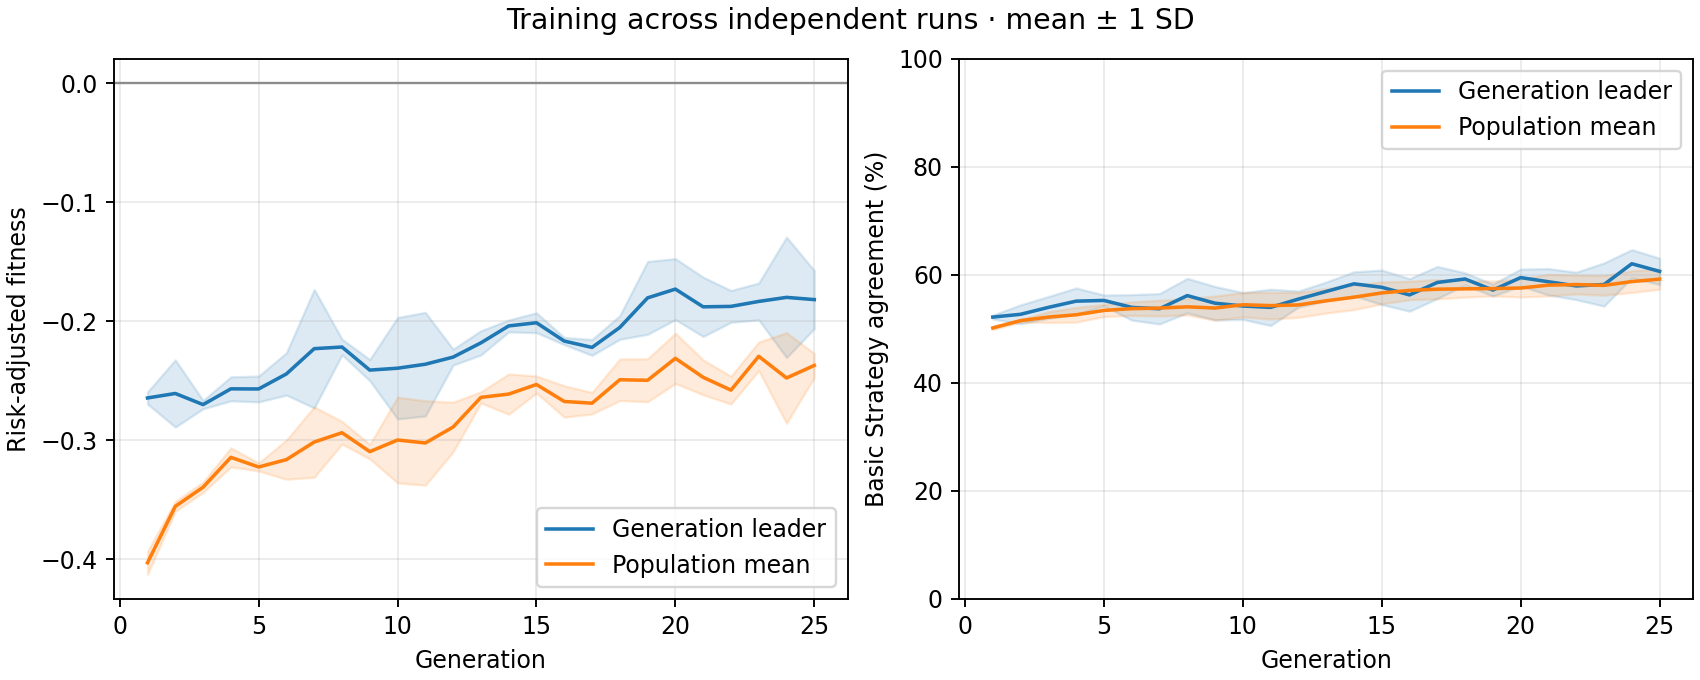 Training across independent runs · mean ± 1 SD
Risk-adjusted fitness
0.0
−0.1
−0.2
−0.3
−0.4
0
5
10
15
20
25
Generation
Generation leader
Population mean
Basic Strategy agreement (%)
100
80
60
40
20
0
0
5
10
15
20
25
Generation
Generation leader
Population mean